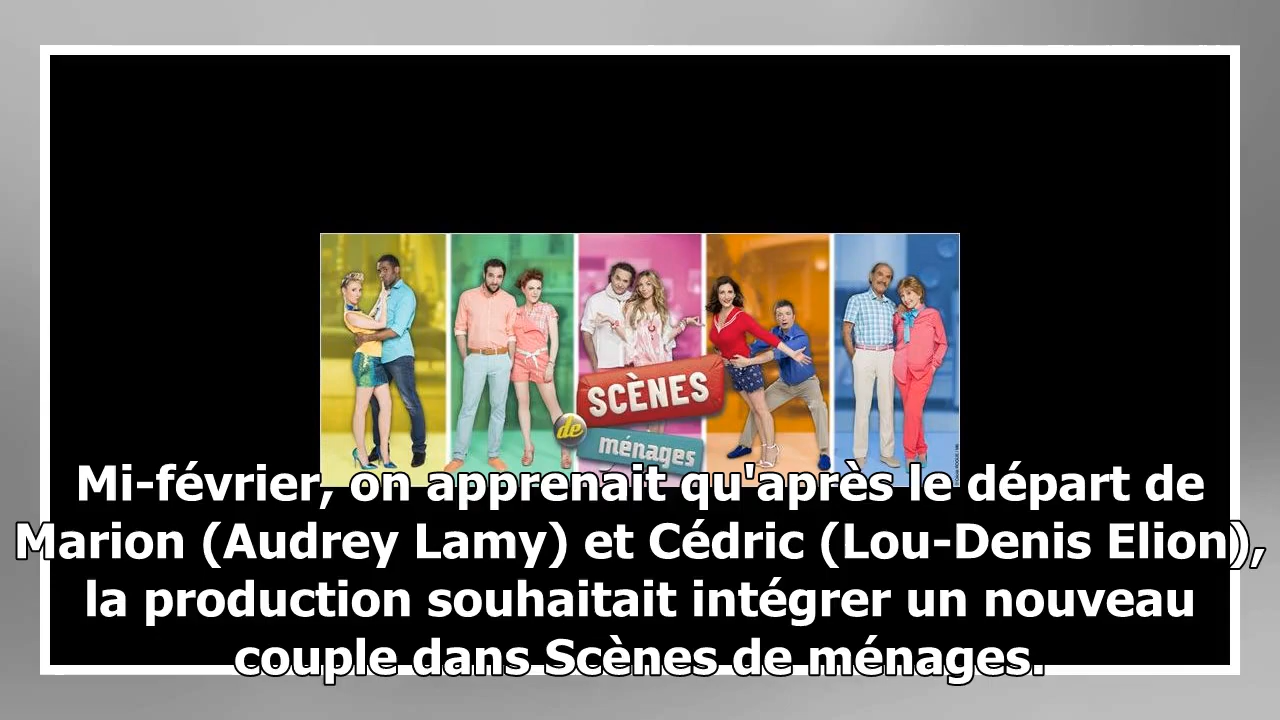 SCÈNES
de
ménages
Mi-février, on apprenait qu'après le départ de
Marion (Audrey Lamy) et Cédric (Lou-Denis Elion),
la production souhaitait intégrer un nouveau
couple dans Scènes de ménages.